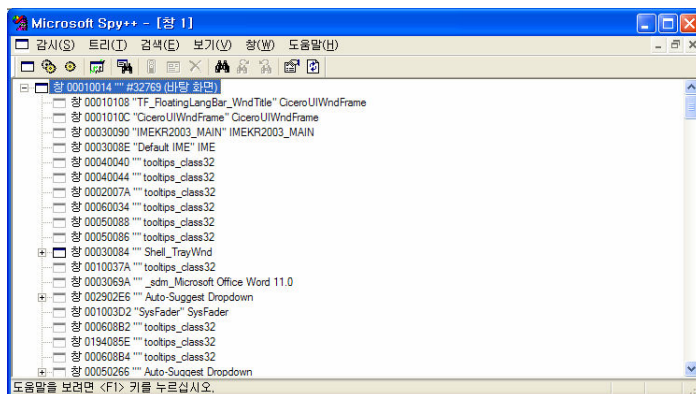 Microsoft Spy++ - [창 1]
감시(S) 트리(T) 검색(E) 보기(V) 창(W) 도움말(H)
창 00010014 "" #32769 (바탕 화면)
창 00010108 "TF_FloatingLangBar_WndTitle" CiceroUIWndFrame
창 0001010C "CiceroUIWndFrame" CiceroUIWndFrame
창 00030090 "IMEKR2003_MAIN" IMEKR2003_MAIN
창 0003008E "Default IME" IME
창 00040040 "" tooltips_class32
창 00040044 "" tooltips_class32
창 0002007A "" tooltips_class32
창 00060034 "" tooltips_class32
창 00050088 "" tooltips_class32
창 00050086 "" tooltips_class32
창 00030084 "" Shell_TrayWnd
창 0010037A "" tooltips_class32
창 0003069A "" _sdm_Microsoft Office Word 11.0
창 002902E6 "" Auto-Suggest Dropdown
창 001003D2 "SysFader" SysFader
창 000608B2 "" tooltips_class32
창 0194085E "" tooltips_class32
창 000608B4 "" tooltips_class32
창 00050266 "" Auto-Suggest Dropdown
도움말을 보려면 <F1> 키를 누르십시오.